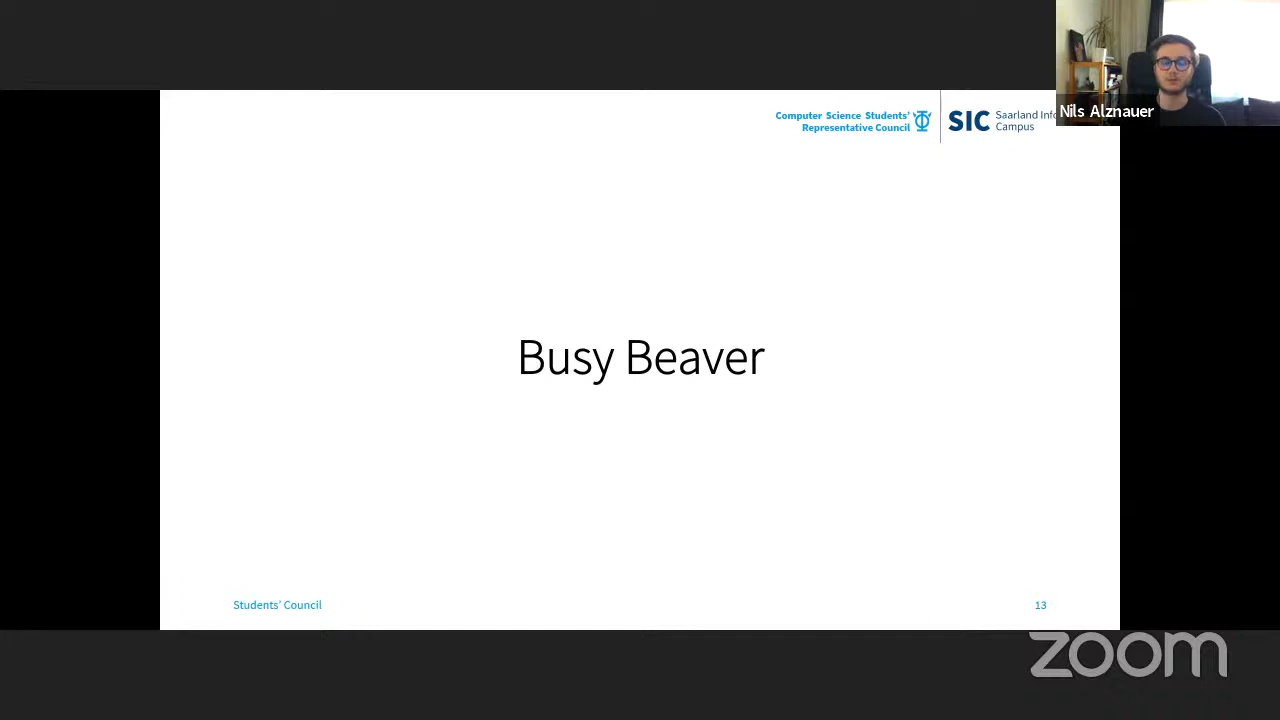 Computer Science Students'
Representative Council
SIC
Saarland Info
Campus
Nils Alznauer
Busy Beaver
Students' Council
13
zoom